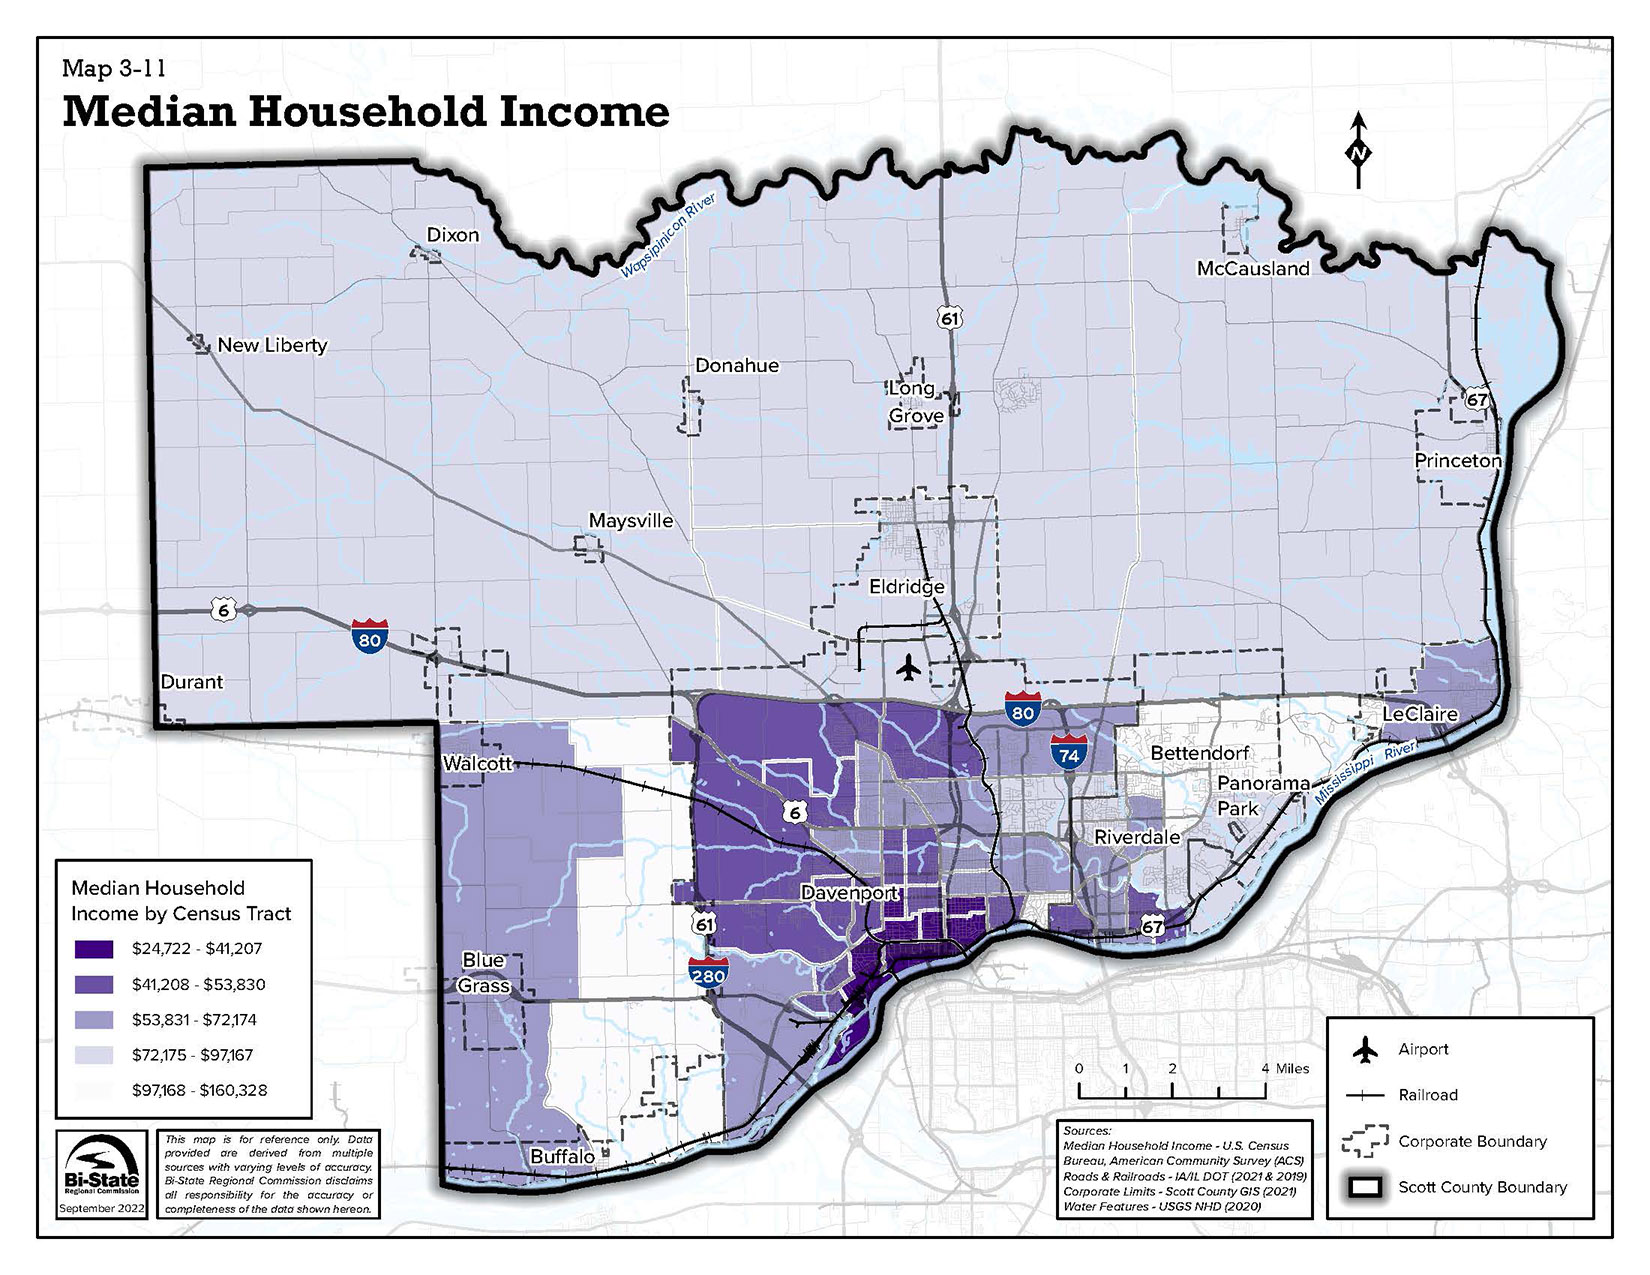 Map 3-11
Median Household Income
N
Dixon
Wapsipinicon River
McCausland
61
New Liberty
Donahue
Long
Grove
67
Princeton
Maysville
Eldridge
6
80
Durant
80
LeClaire
74
Bettendorf
Walcott
Mississippi River
Panorama
Park
6
Riverdale
Davenport
61
67
Blue
Grass
280
Buffalo
Median Household
Income by Census Tract
$24,722 - $41,207
$41,208 - $53,830
$53,831 - $72,174
$72,175 - $97,167
$97,168 - $160,328
Bi-State
Regional Commission
September 2022
This map is for reference only. Data
provided are derived from multiple
sources with varying levels of accuracy.
Bi-State Regional Commission disclaims
all responsibility for the accuracy or
completeness of the data shown hereon.
0 1 2 4 Miles
Sources:
Median Household Income - U.S. Census
Bureau, American Community Survey (ACS)
Roads & Railroads - IA/IL DOT (2021 & 2019)
Corporate Limits - Scott County GIS (2021)
Water Features - USGS NHD (2020)
Airport
Railroad
Corporate Boundary
Scott County Boundary